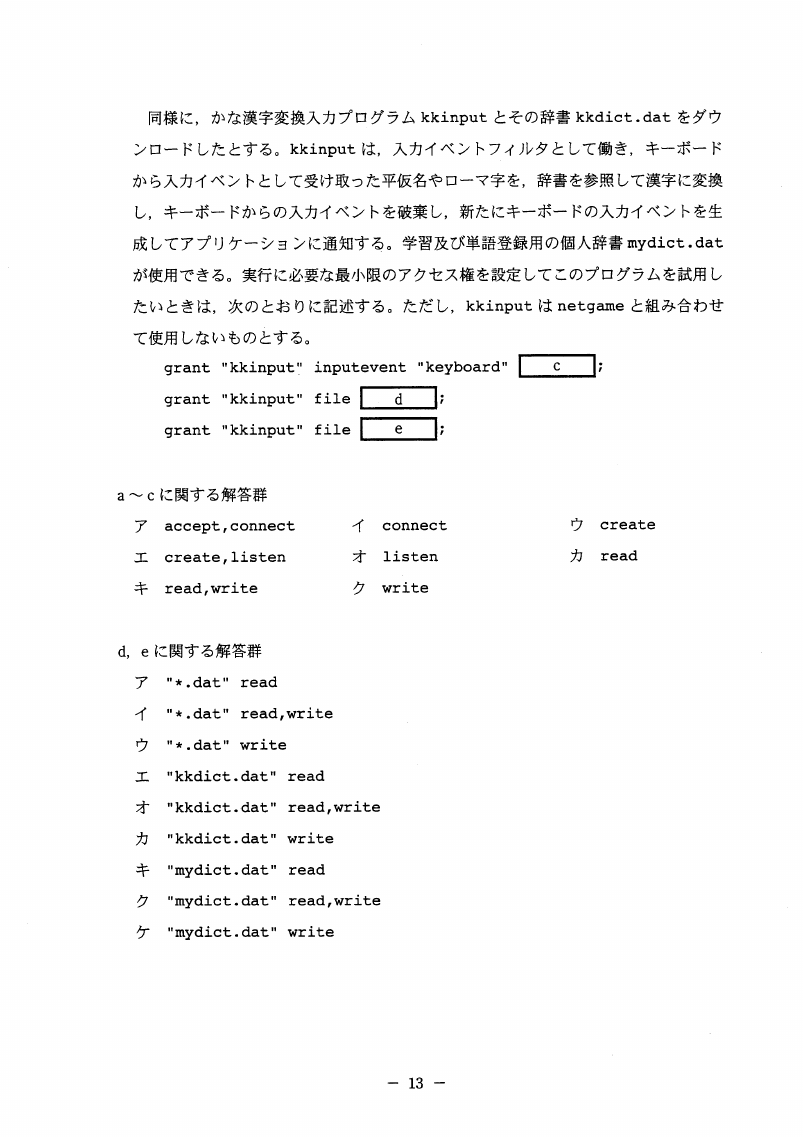 同様に，かな漢字変換入力プログラム kkinput とその辞書 kkdict.dat をダウ
ンロードしたとする。kkinput は，入力イベントフィルタとして働き，キーボード
から入力イベントとして受け取った平仮名やローマ字を，辞書を参照して漢字に変換
し，キーボードからの入力イベントを破棄し，新たにキーボードの入力イベントを生
成してアプリケーションに通知する。学習及び単語登録用の個人辞書 mydict.dat
が使用できる。実行に必要な最小限のアクセス権を設定してこのプログラムを試用し
たいときは，次のとおりに記述する。ただし，kkinput は netgame と組み合わせ
て使用しないものとする。
grant "kkinput" inputevent "keyboard" c ;
grant "kkinput" file d ;
grant "kkinput" file e ;
a～c に関する解答群
ア accept,connect イ connect ウ create
エ create,listen オ listen カ read
キ read,write ク write
d，e に関する解答群
ア "*.dat" read
イ "*.dat" read,write
ウ "*.dat" write
エ "kkdict.dat" read
オ "kkdict.dat" read,write
カ "kkdict.dat" write
キ "mydict.dat" read
ク "mydict.dat" read,write
ケ "mydict.dat" write
－ 13 －